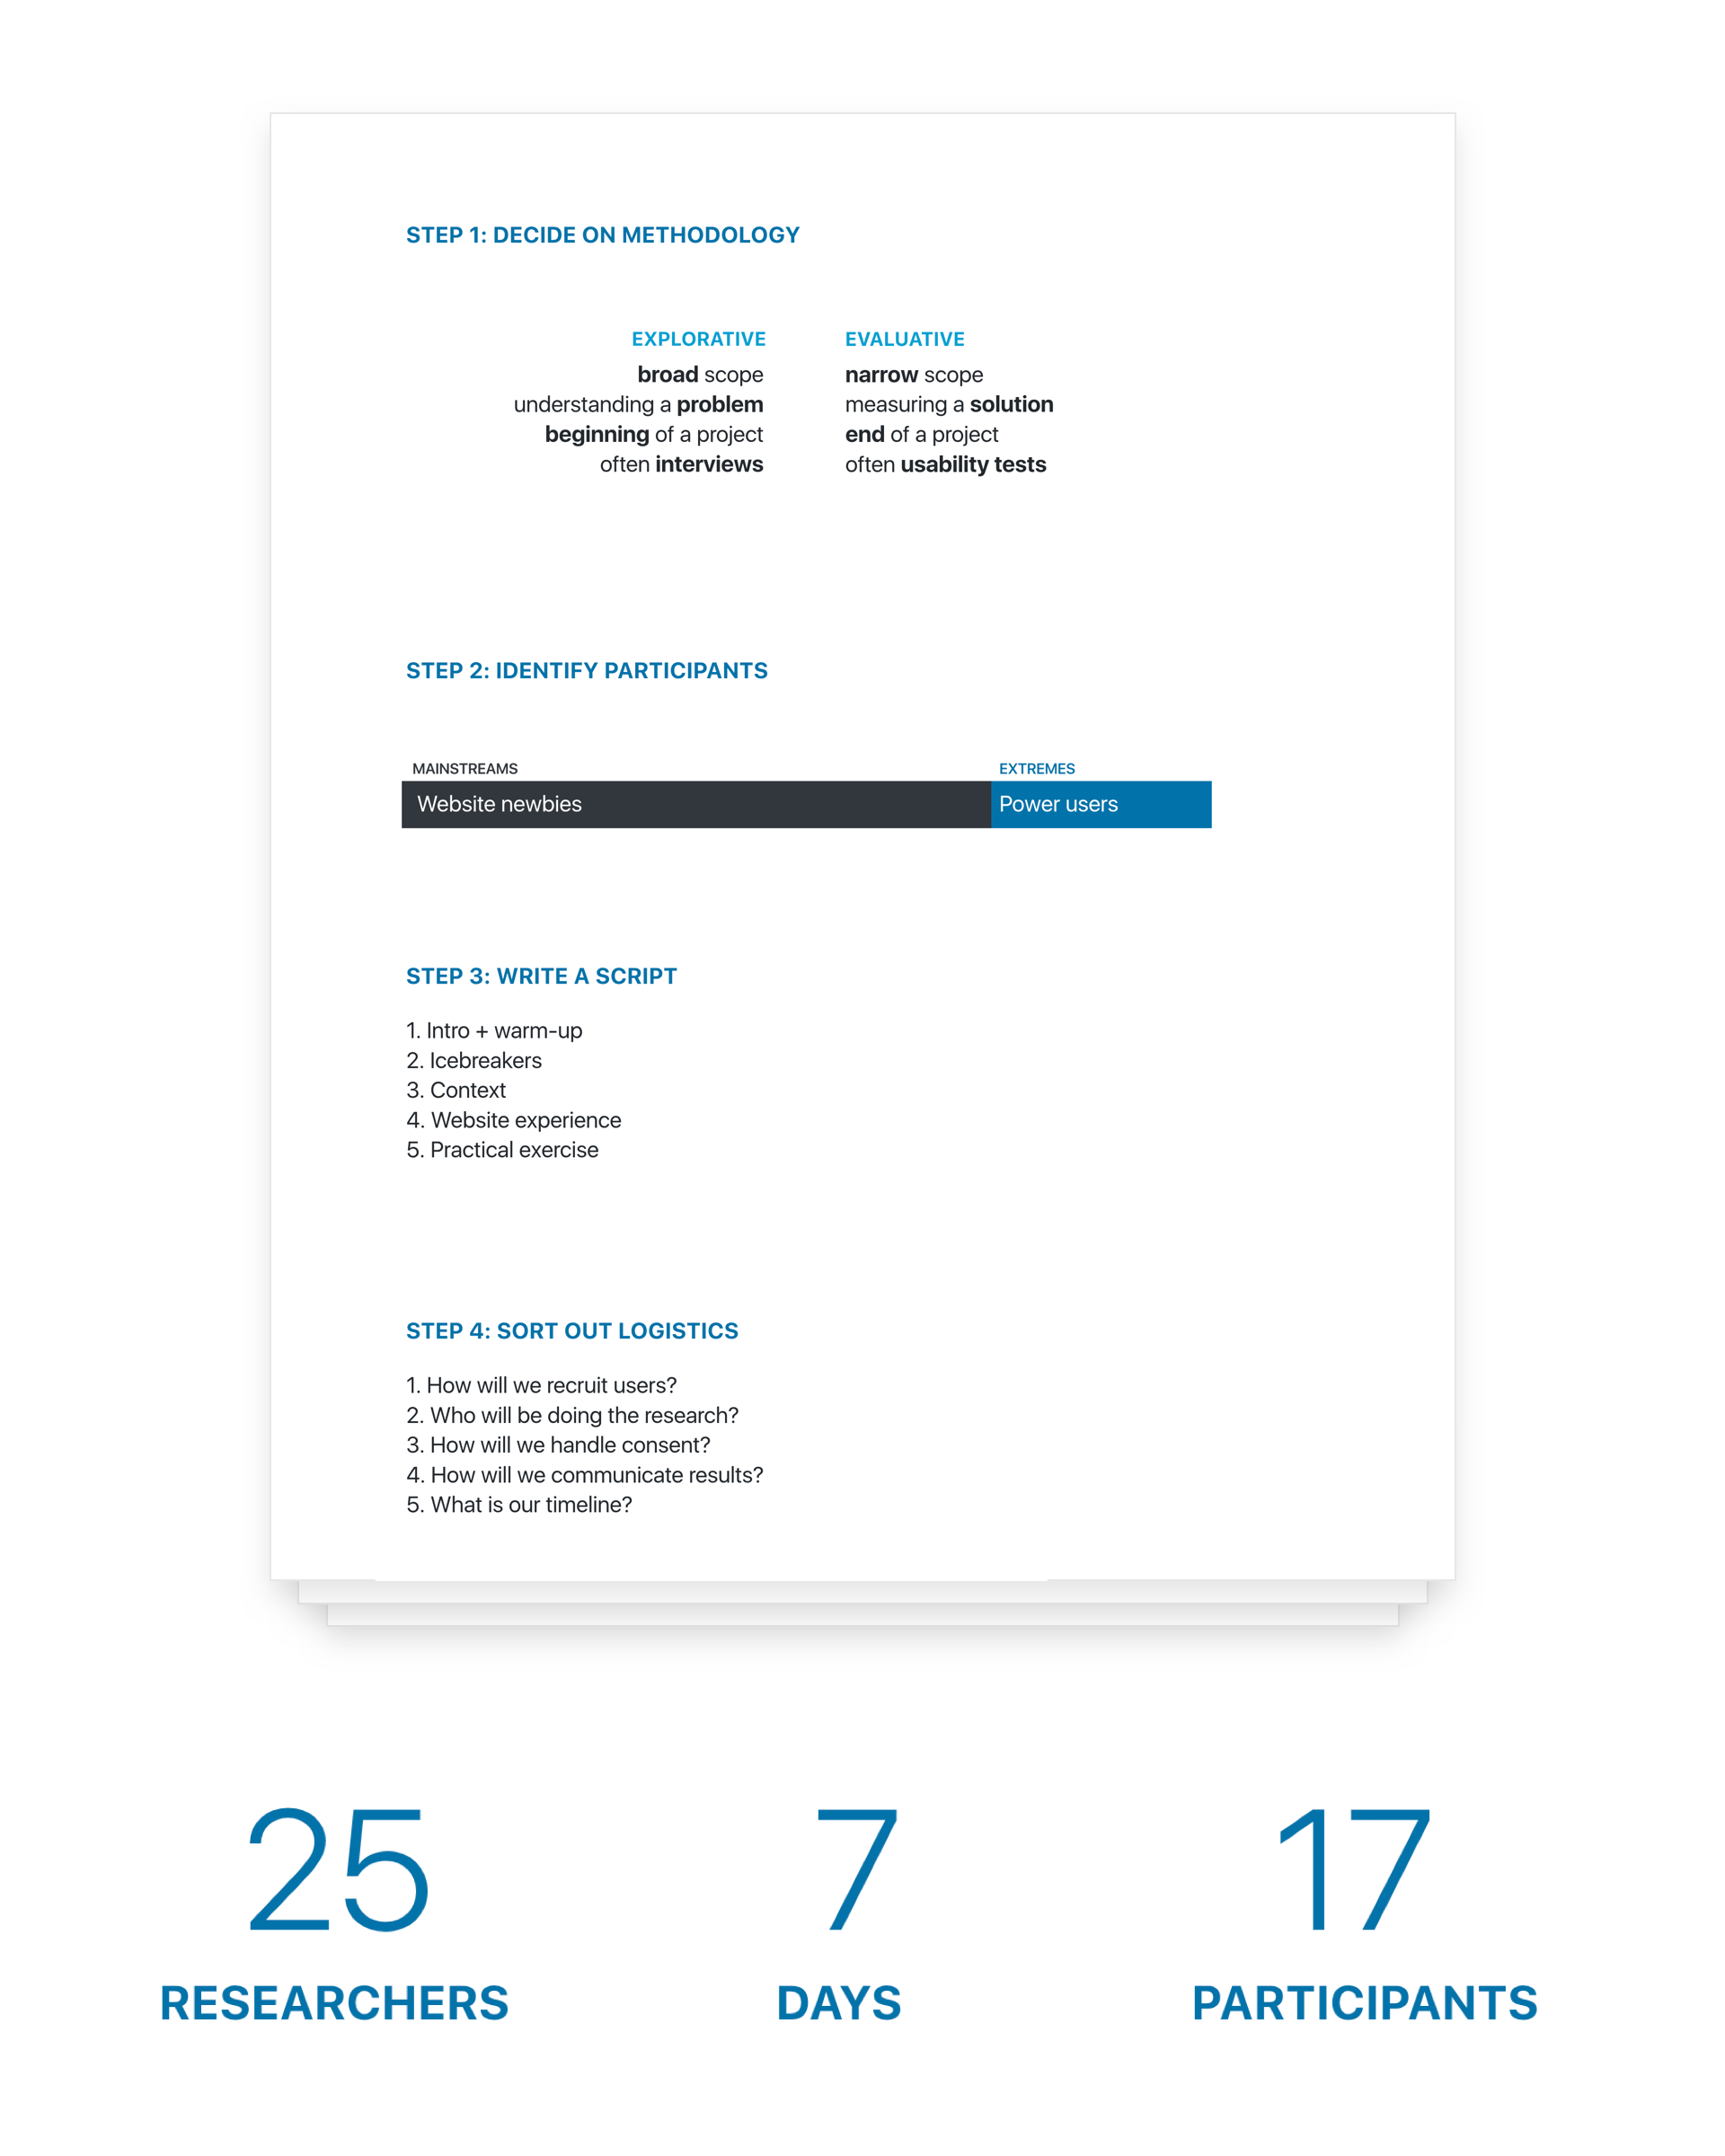 STEP 1: DECIDE ON METHODOLOGY
EXPLORATIVE
broad scope
understanding a problem
beginning of a project
often interviews
EVALUATIVE
narrow scope
measuring a solution
end of a project
often usability tests
STEP 2: IDENTIFY PARTICIPANTS
MAINSTREAMS
EXTREMES
Website newbies
Power users
STEP 3: WRITE A SCRIPT
1. Intro + warm-up
2. Icebreakers
3. Context
4. Website experience
5. Practical exercise
STEP 4: SORT OUT LOGISTICS
1. How will we recruit users?
2. Who will be doing the research?
3. How will we handle consent?
4. How will we communicate results?
5. What is our timeline?
25
RESEARCHERS
7
DAYS
17
PARTICIPANTS